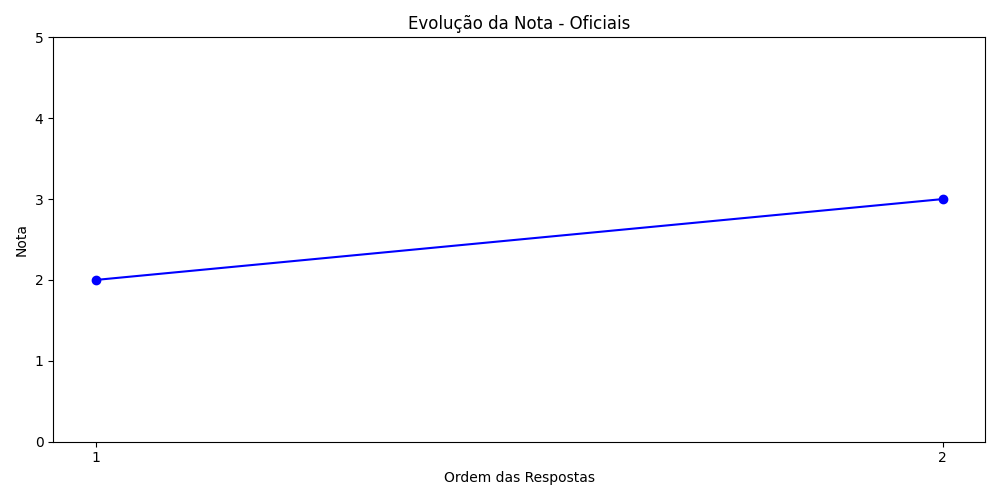 Evolução da Nota - Oficiais
5
4
3
2
1
0
Nota
1 2
Ordem das Respostas